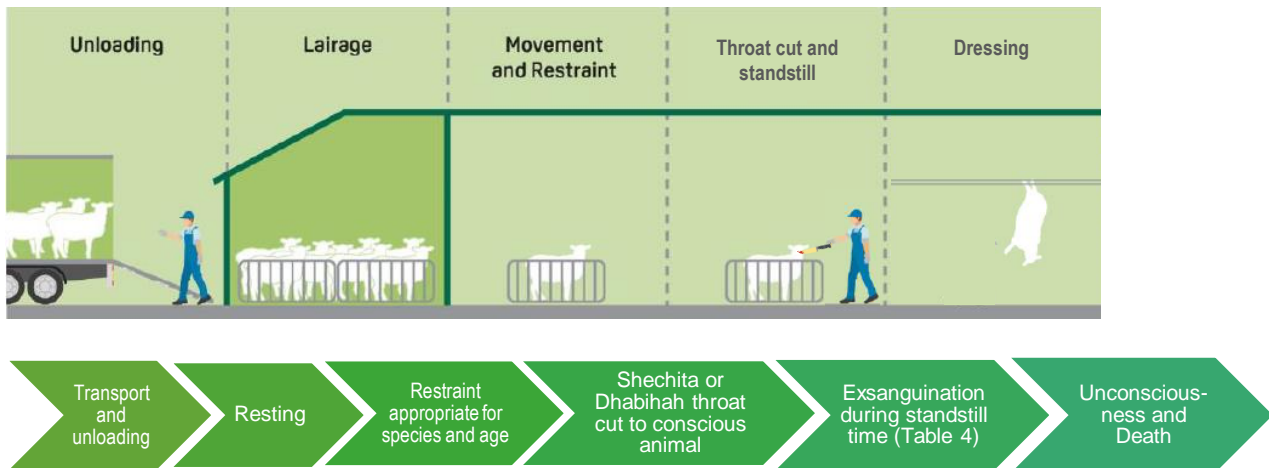 Unloading
Lairage
Movement
and Restraint
Throat cut and
standstill
Dressing
Transport
and
unloading
Resting
Restraint
appropriate for
species and age
Shechita or
Dhabihah throat
cut to conscious
animal
Exsanguination
during standstill
time (Table 4)
Unconscious-
ness and
Death